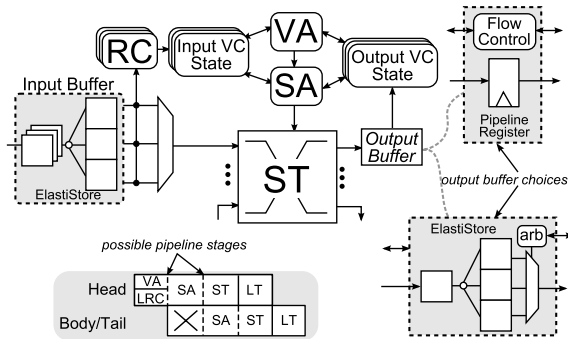 RC
Input VC
State
VA
SA
Output VC
State
Flow
Control
Pipeline
Register
Input Buffer
ElastiStore
ST
Output
Buffer
output buffer choices
ElastiStore
arb
possible pipeline stages
Head
VA
LRC
SA
ST
LT
Body/Tail
SA
ST
LT